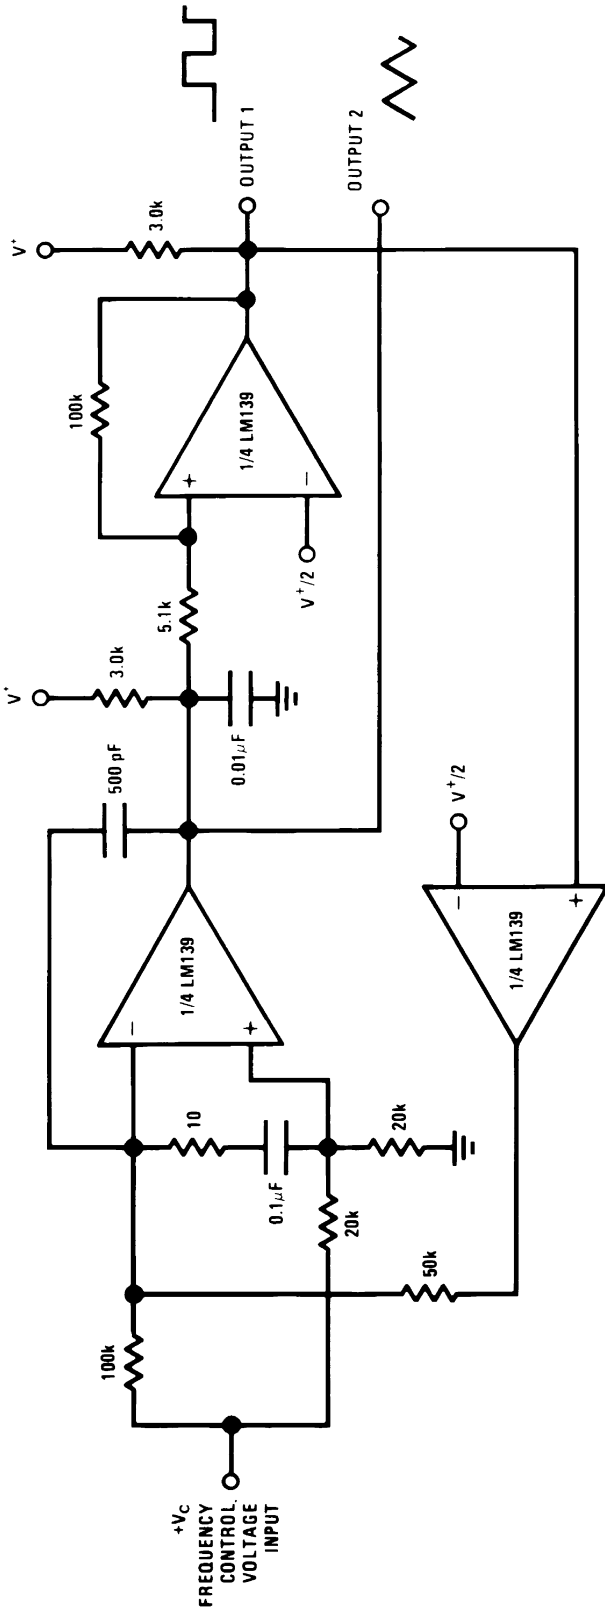 +VC
FREQUENCY
CONTROL.
VOLTAGE
INPUT
100k
20k
50k
10
0.1μF
20k
−
+
1/4 LM139
500 pF
V+
3.0k
0.01μF
5.1k
100k
+
−
1/4 LM139
V+/2
V+
3.0k
OUTPUT 1
OUTPUT 2
V+/2
−
+
1/4 LM139